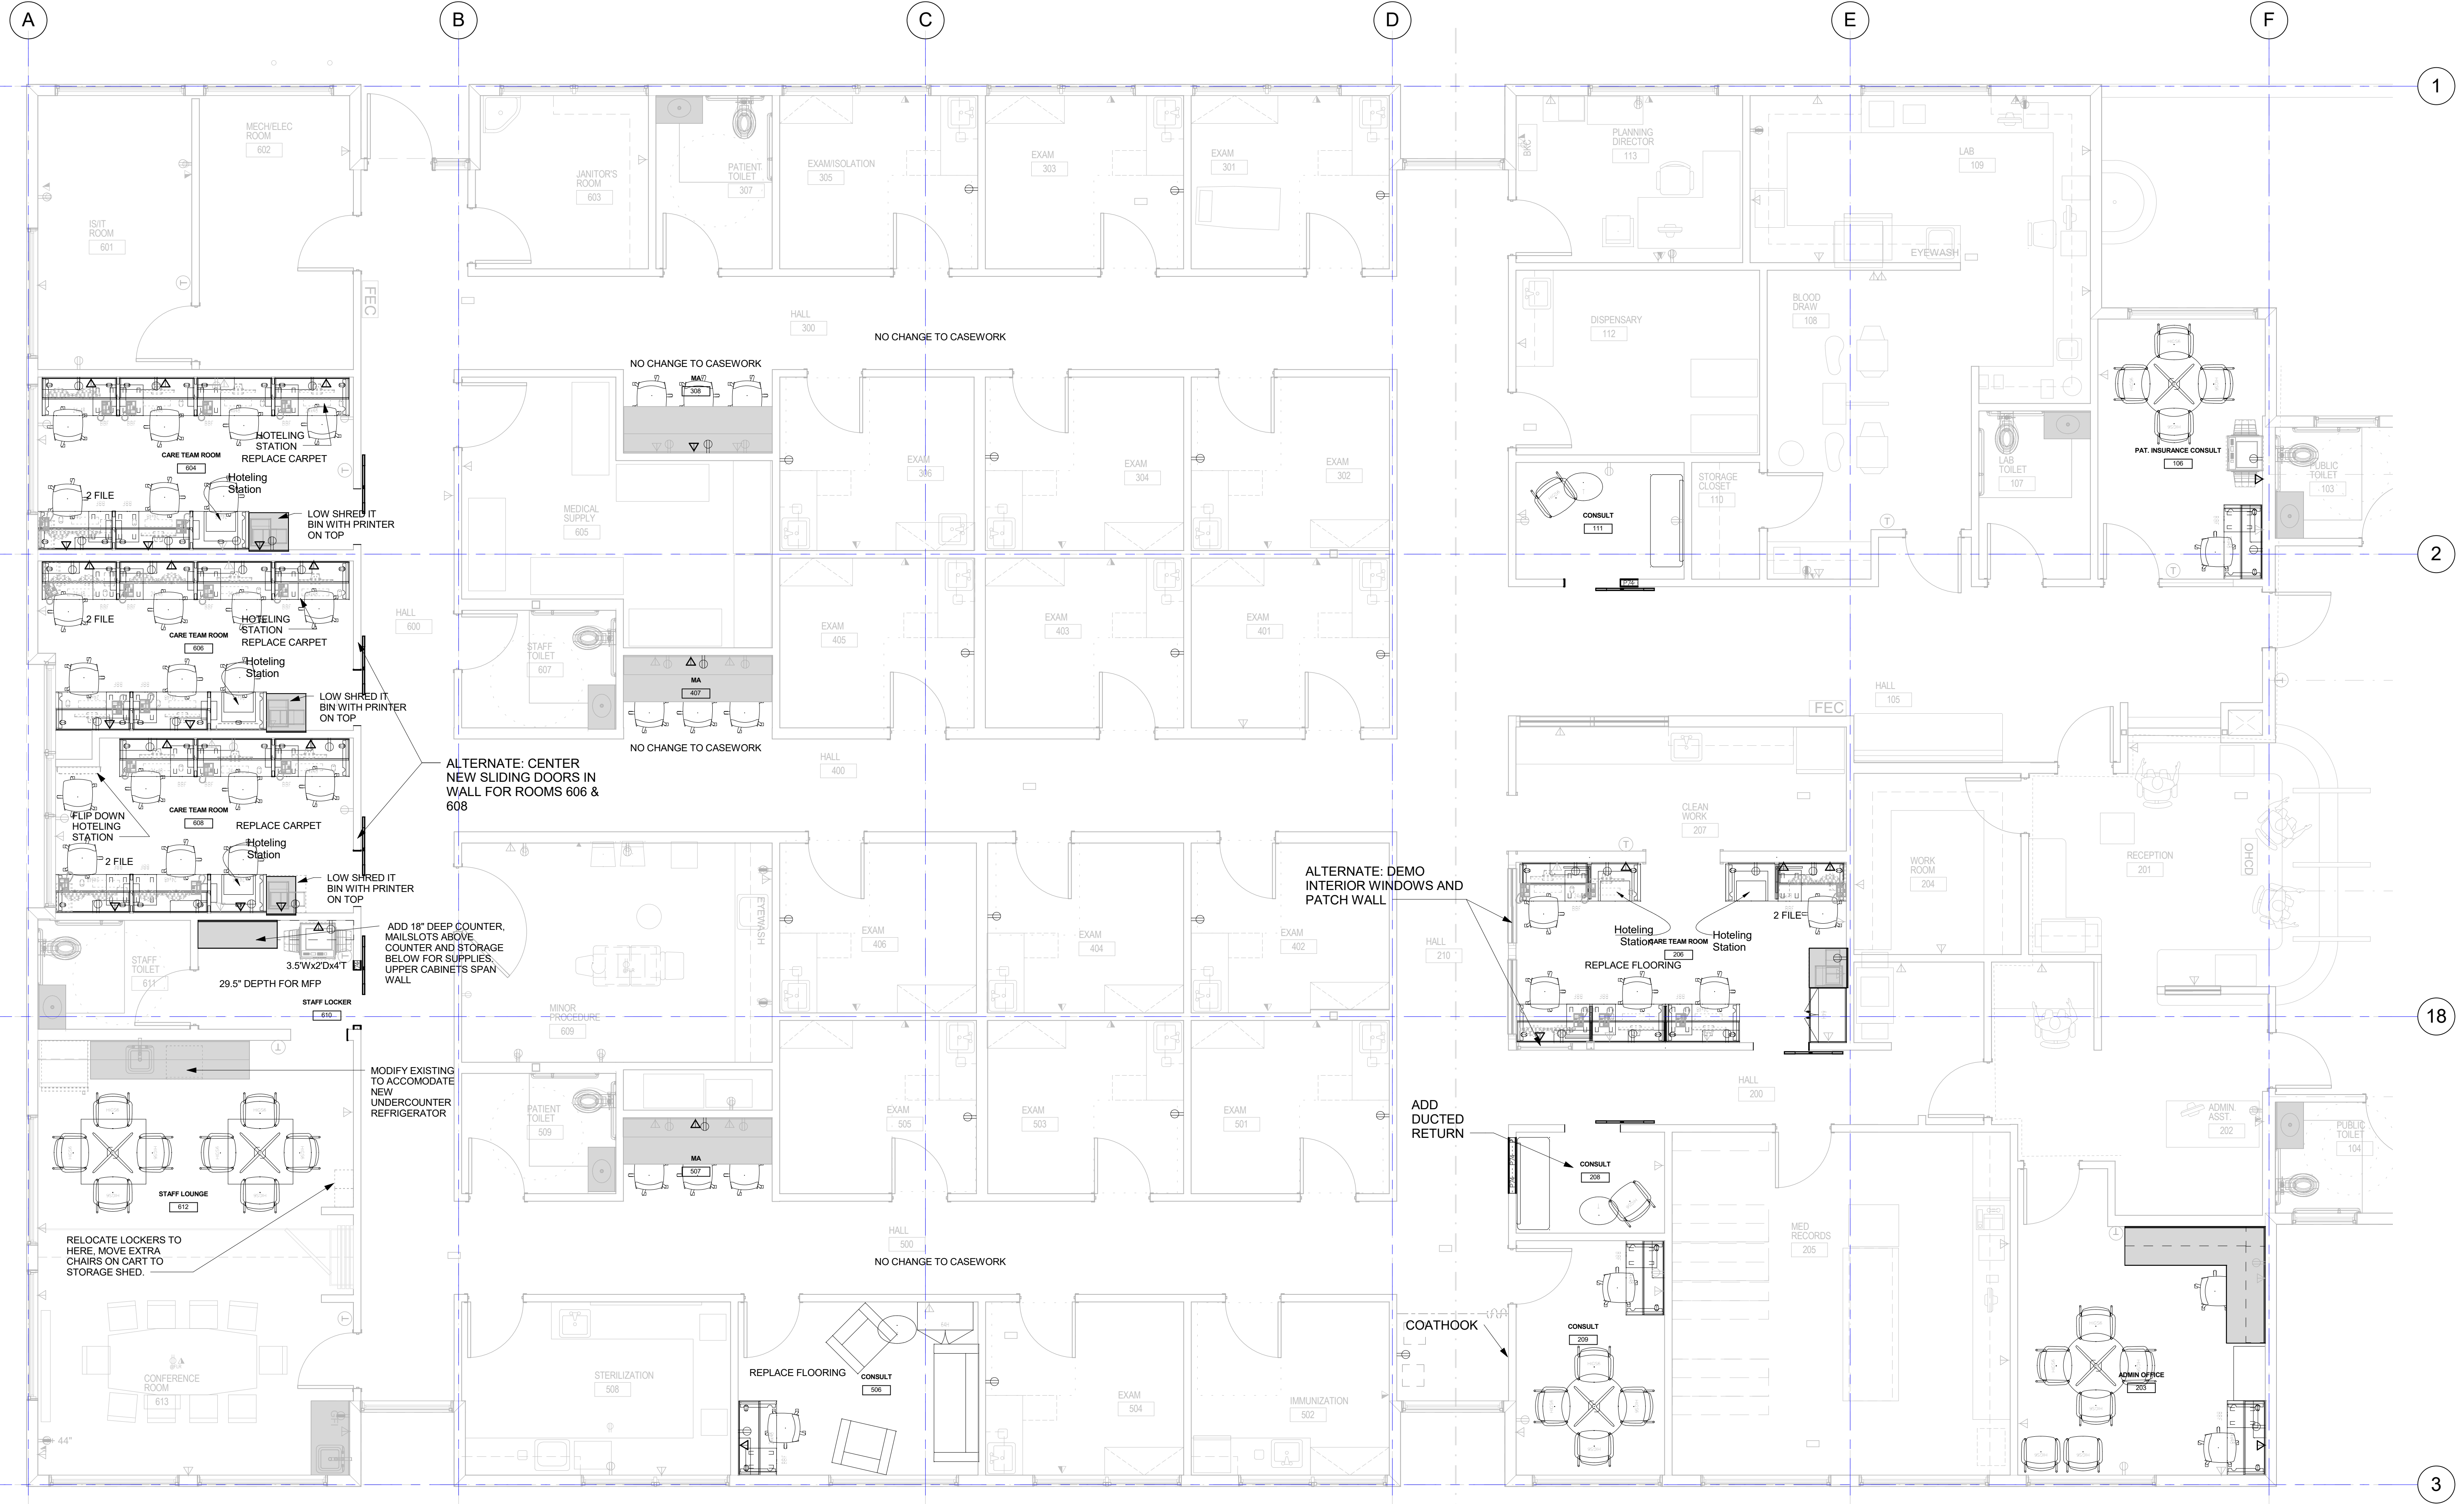 A
B
C
D
E
F
1
MECH/ELEC
ROOM
602
IS/IT
ROOM
601
FEC
JANITOR'S
ROOM
603
PATIENT
TOILET
307
EXAM/ISOLATION
305
EXAM
303
EXAM
301
BKC
PLANNING
DIRECTOR
113
LAB
109
EYEWASH
HALL
300
NO CHANGE TO CASEWORK
DISPENSARY
112
BLOOD
DRAW
108
NO CHANGE TO CASEWORK
MA
308
HOTELING
STATION
REPLACE CARPET
CARE TEAM ROOM
604
Hoteling
Station
2 FILE
LOW SHRED IT
BIN WITH PRINTER
ON TOP
MEDICAL
SUPPLY
605
EXAM
306
EXAM
304
EXAM
302
CONSULT
111
STORAGE
CLOSET
110
LAB
TOILET
107
PAT. INSURANCE CONSULT
106
PUBLIC
TOILET
103
T
2
2 FILE
HOTELING
STATION
REPLACE CARPET
CARE TEAM ROOM
606
Hoteling
Station
LOW SHRED IT
BIN WITH PRINTER
ON TOP
HALL
600
STAFF
TOILET
607
MA
407
NO CHANGE TO CASEWORK
EXAM
405
EXAM
403
EXAM
401
HALL
105
FEC
ALTERNATE: CENTER
NEW SLIDING DOORS IN
WALL FOR ROOMS 606 &
608
HALL
400
FLIP DOWN
HOTELING
STATION
CARE TEAM ROOM
608
REPLACE CARPET
Hoteling
Station
2 FILE
LOW SHRED IT
BIN WITH PRINTER
ON TOP
CLEAN
WORK
207
WORK
ROOM
204
RECEPTION
201
OHCD
ALTERNATE: DEMO
INTERIOR WINDOWS AND
PATCH WALL
EYEWASH
EXAM
406
EXAM
404
EXAM
402
HALL
210
Hoteling
Station
Hoteling
Station
2 FILE
CARE TEAM ROOM
206
REPLACE FLOORING
ADD 18" DEEP COUNTER,
MAILSLOTS ABOVE
COUNTER AND STORAGE
BELOW FOR SUPPLIES.
UPPER CABINETS SPAN
WALL
3.5'Wx2'Dx4'T
29.5" DEPTH FOR MFP
STAFF
TOILET
611
STAFF LOCKER
610
MINOR
PROCEDURE
609
18
MODIFY EXISTING
TO ACCOMODATE
NEW
UNDERCOUNTER
REFRIGERATOR
PATIENT
TOILET
509
MA
507
EXAM
505
EXAM
503
EXAM
501
HALL
200
ADD
DUCTED
RETURN
CONSULT
208
ADMIN.
ASST.
202
PUBLIC
TOILET
104
STAFF LOUNGE
612
RELOCATE LOCKERS TO
HERE, MOVE EXTRA
CHAIRS ON CART TO
STORAGE SHED.
HALL
500
NO CHANGE TO CASEWORK
MED
RECORDS
205
COATHOOK
CONSULT
209
ADMIN OFFICE
203
CONFERENCE
ROOM
613
44"
STERILIZATION
508
REPLACE FLOORING
CONSULT
506
EXAM
504
IMMUNIZATION
502
3